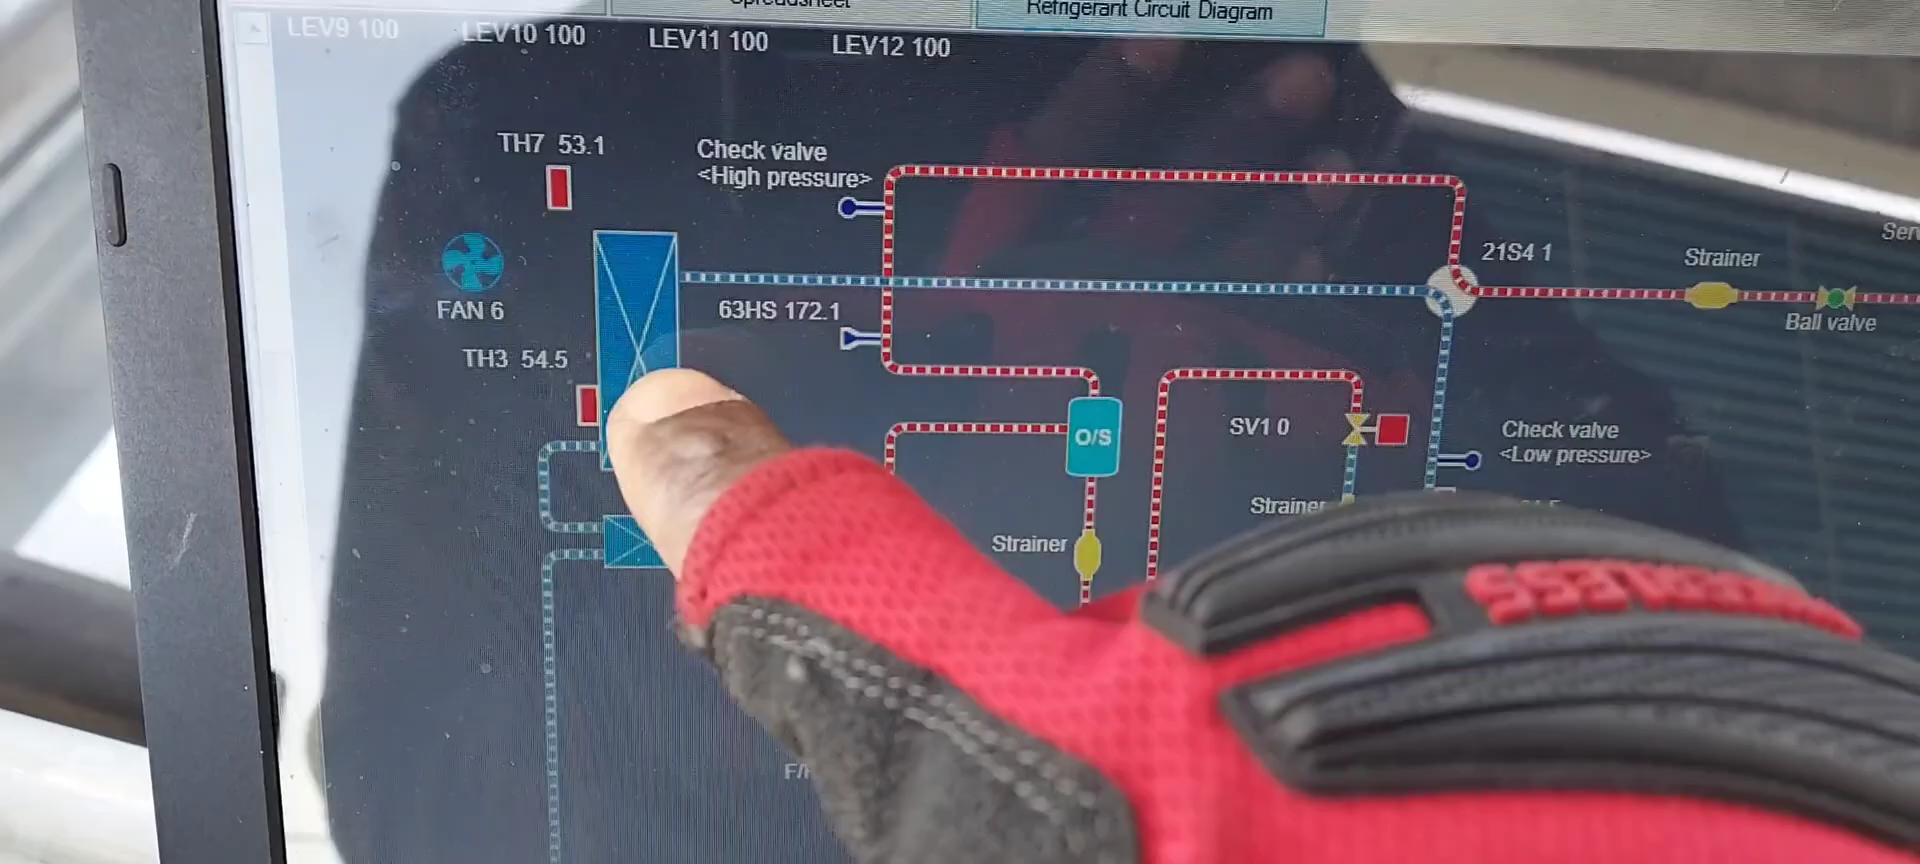 Spreadsheet
Refrigerant Circuit Diagram
LEV9 100
LEV10 100
LEV11 100
LEV12 100
TH7 53.1
Check valve
<High pressure>
21S4 1
Strainer
FAN 6
63HS 172.1
Ball valve
TH3 54.5
O/S
SV1 0
Check valve
<Low pressure>
Strainer
Strainer